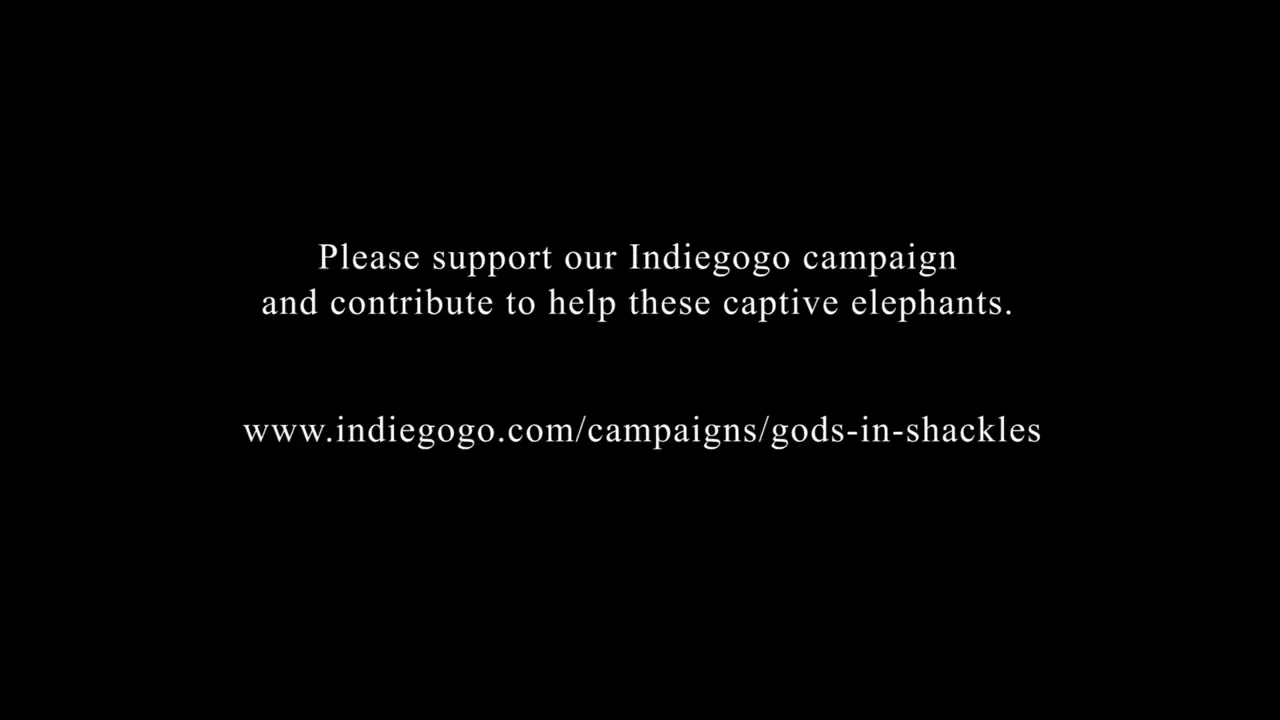 Please support our Indiegogo campaign
and contribute to help these captive elephants.
www.indiegogo.com/campaigns/gods-in-shackles